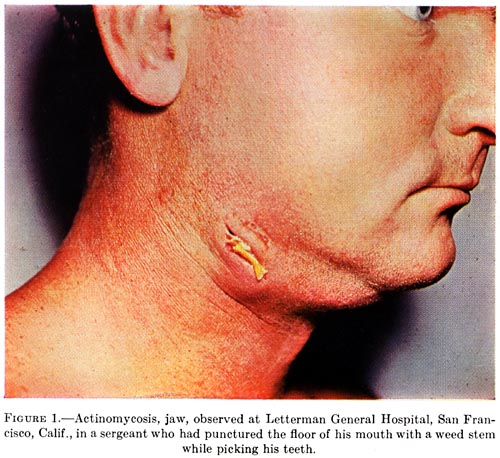 FIGURE 1.—Actinomycosis, jaw, observed at Letterman General Hospital, San Fran-
cisco, Calif., in a sergeant who had punctured the floor of his mouth with a weed stem
while picking his teeth.